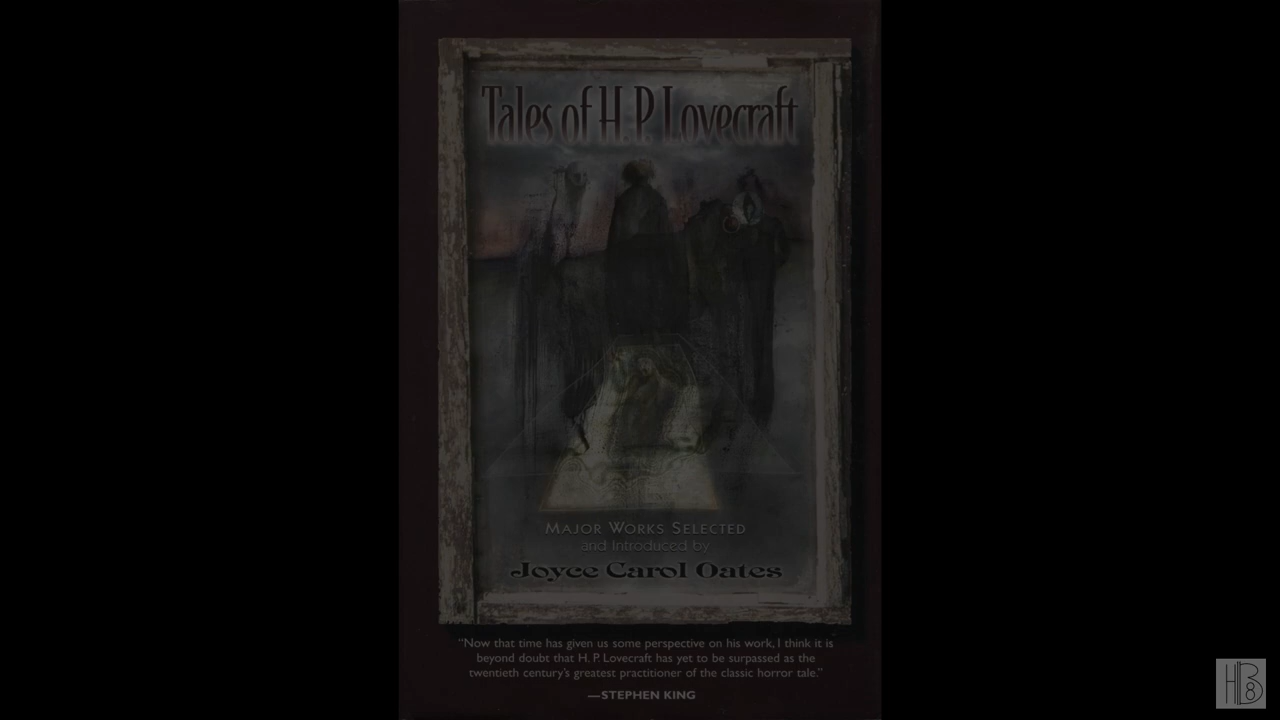 Tales of H. P. Lovecraft
MAJOR WORKS SELECTED
and Introduced by
Joyce Carol Oates
“Now that time has given us some perspective on his work, I think it is
beyond doubt that H. P. Lovecraft has yet to be surpassed as the
twentieth century’s greatest practitioner of the classic horror tale.”
—STEPHEN KING
HB8